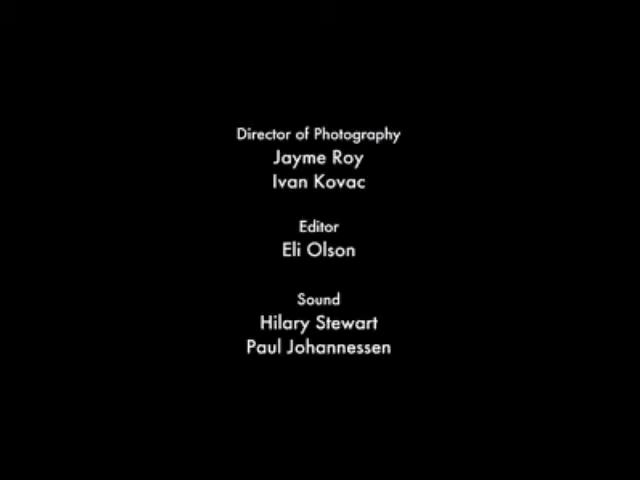 Director of Photography
Jayme Roy
Ivan Kovac
Editor
Eli Olson
Sound
Hilary Stewart
Paul Johannessen